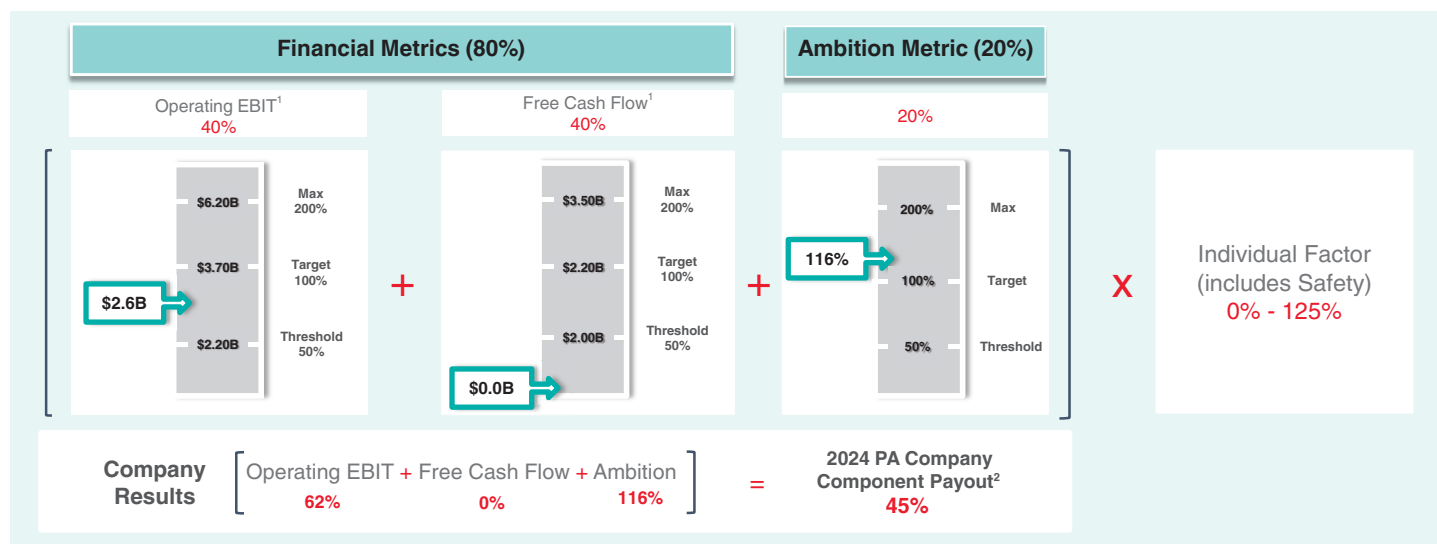 Financial Metrics (80%)
Ambition Metric (20%)
Operating EBIT¹
40%
Free Cash Flow¹
40%
20%
$6.20B
Max
200%
$3.70B
Target
100%
$2.6B
$2.20B
Threshold
50%
+
$3.50B
Max
200%
$2.20B
Target
100%
$2.00B
Threshold
50%
$0.0B
+
200%
Max
116%
100%
Target
50%
Threshold
x
Individual Factor
(includes Safety)
0% - 125%
Company
Results
Operating EBIT + Free Cash Flow + Ambition
62%
0%
116%
=
2024 PA Company
Component Payout²
45%